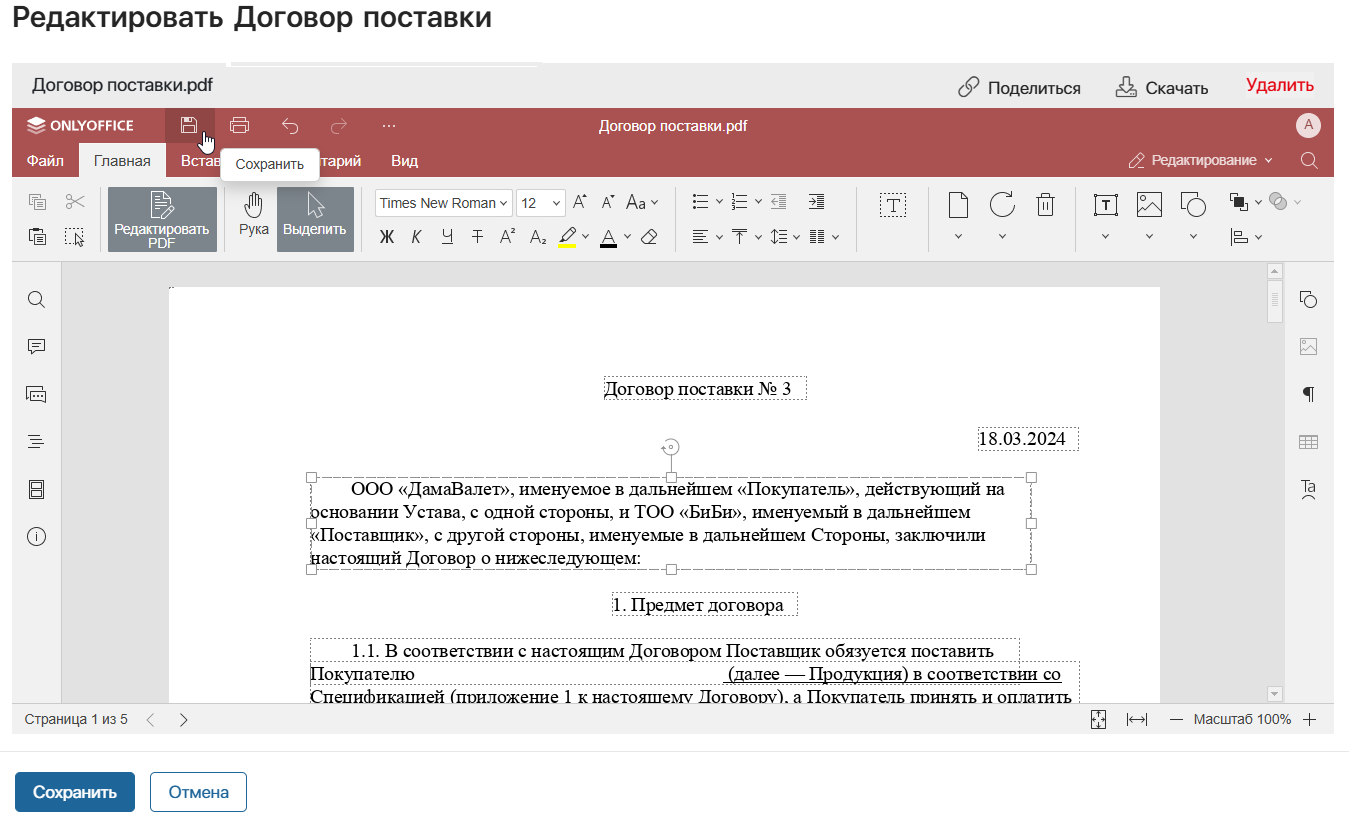 Редактировать Договор поставки
Договор поставки.pdf
Поделиться
Скачать
Удалить
ONLYOFFICE
...
Договор поставки.pdf
A
Файл
Главная
Встав
тарий
Вид
Сохранить
Редактирование
Редактировать PDF
Рука
Выделить
Times New Roman
12
Aa
Ж К Ч Т A² A₂ A
T
T
Та
Договор поставки № 3
18.03.2024
ООО «ДамаВалет», именуемое в дальнейшем «Покупатель», действующий на
основании Устава, с одной стороны, и ТОО «БиБи», именуемый в дальнейшем
«Поставщик», с другой стороны, именуемые в дальнейшем Стороны, заключили
настоящий Договор о нижеследующем:
1. Предмет договора
1.1. В соответствии с настоящим Договором Поставщик обязуется поставить
Покупателю (далее — Продукция) в соответствии со
Спецификацией (приложение 1 к настоящему Договору), а Покупатель принять и оплатить
Страница 1 из 5
Масштаб 100%
Сохранить
Отмена